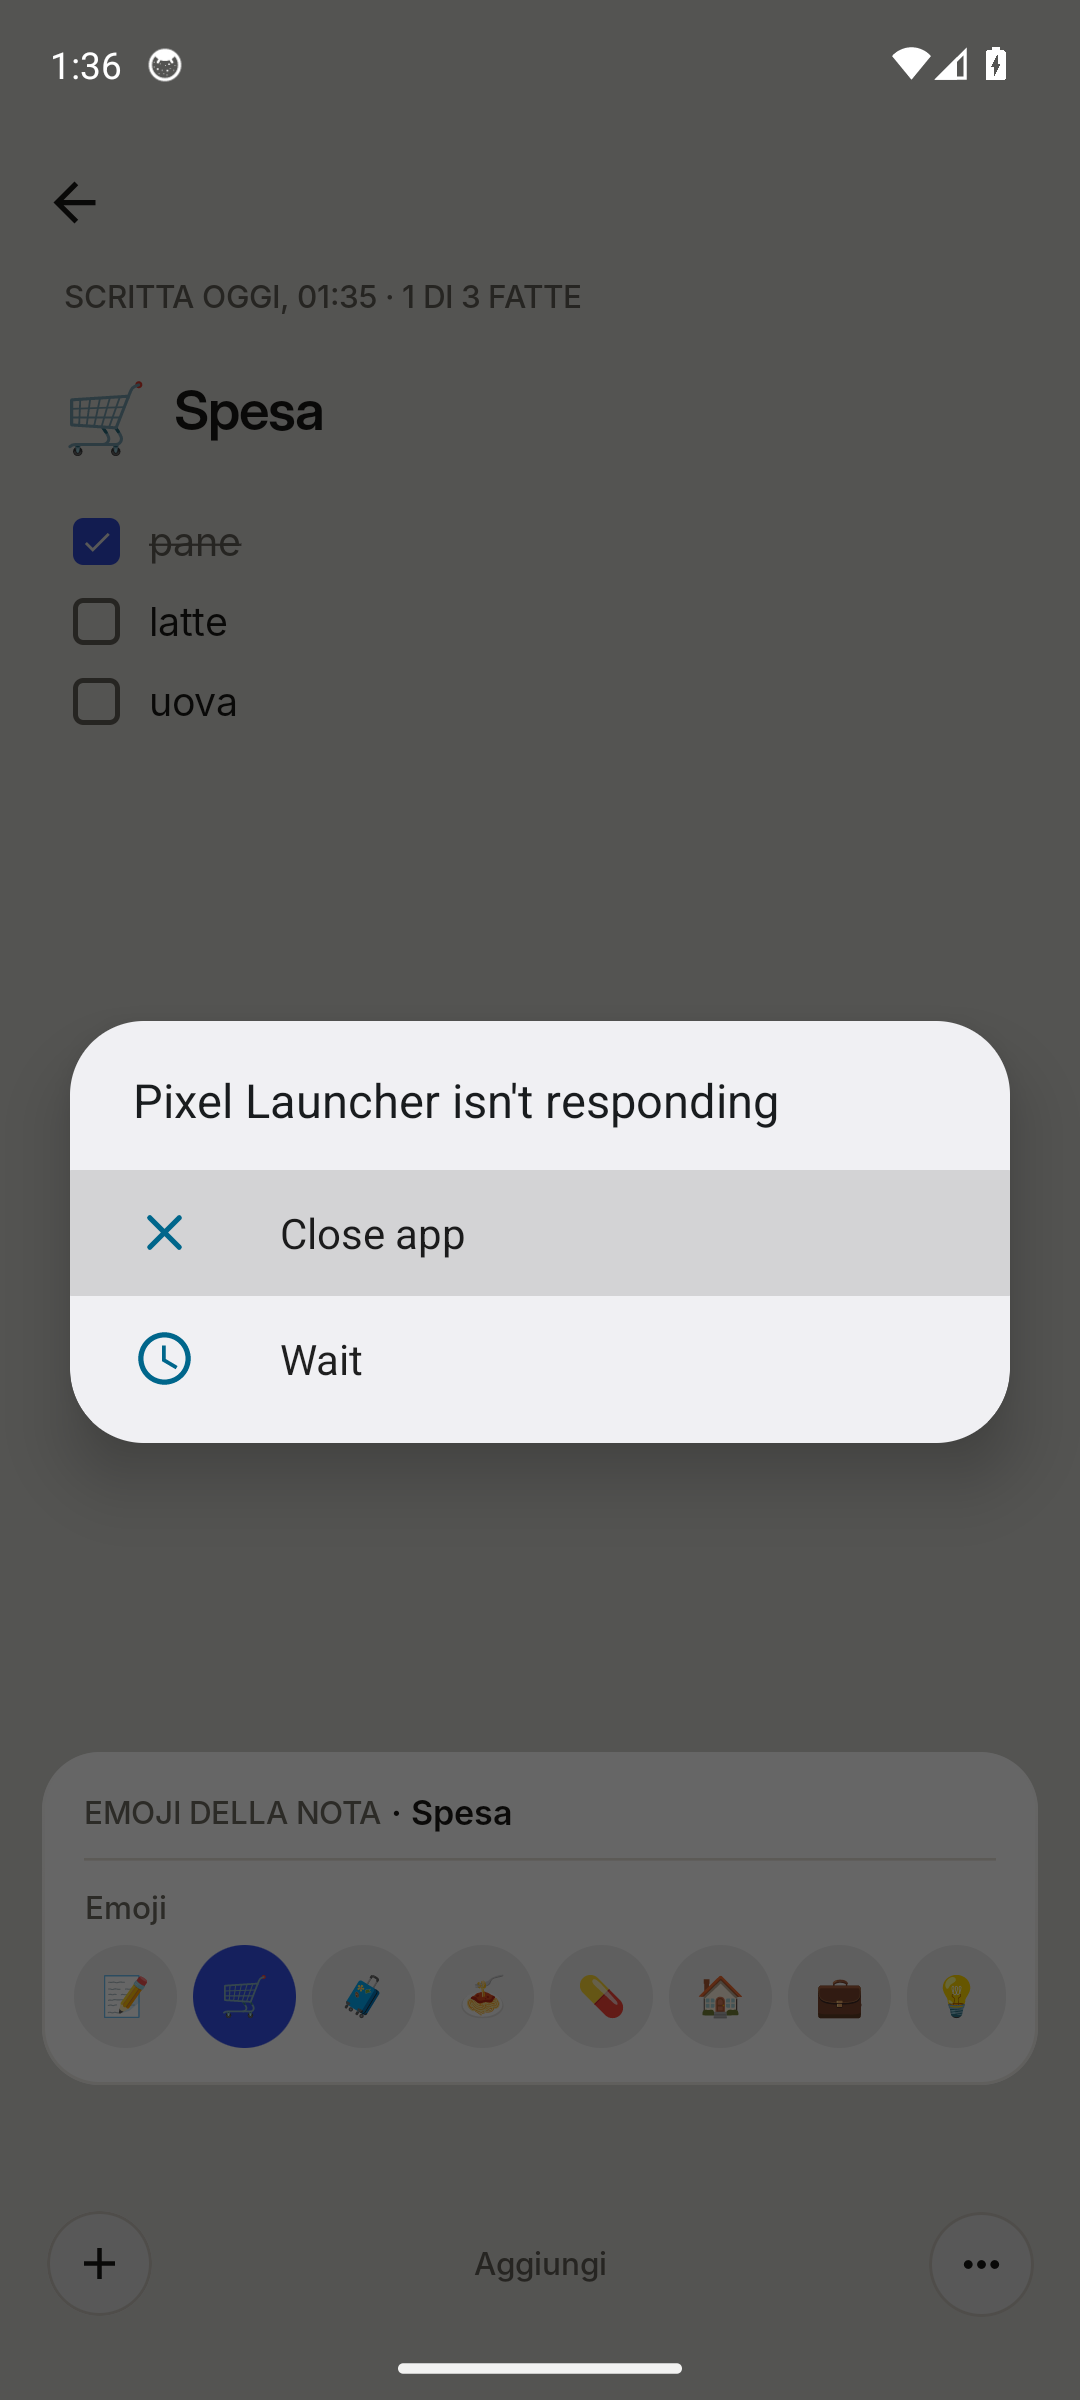 1:36
SCRITTA OGGI, 01:35 · 1 DI 3 FATTE
Spesa
pane
latte
uova
Pixel Launcher isn't responding
Close app
Wait
EMOJI DELLA NOTA · Spesa
Emoji
Aggiungi